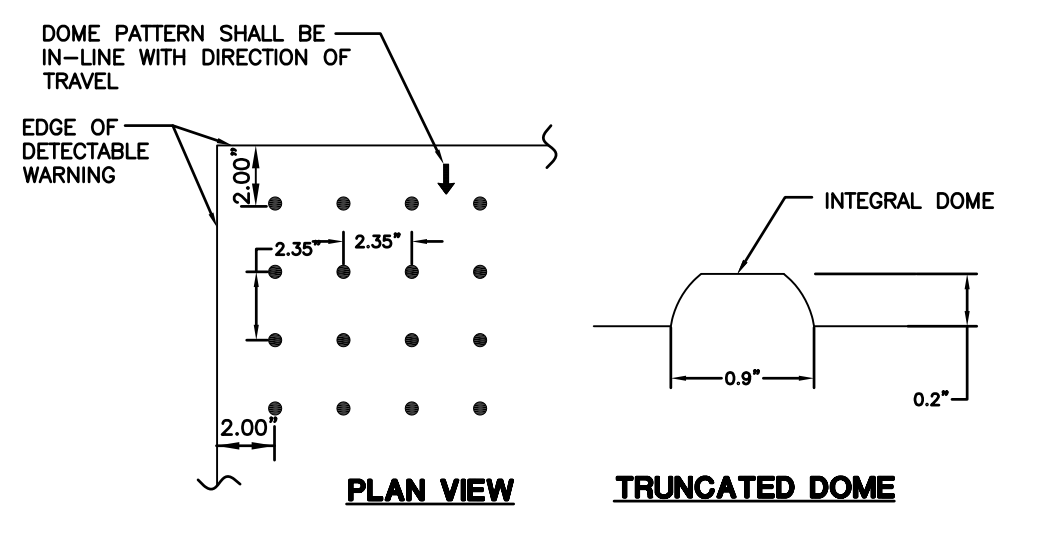 DOME PATTERN SHALL BE
IN-LINE WITH DIRECTION OF
TRAVEL
EDGE OF
DETECTABLE
WARNING
2.00"
2.35"
2.35"
2.00"
PLAN VIEW
INTEGRAL DOME
0.9"
0.2"
TRUNCATED DOME